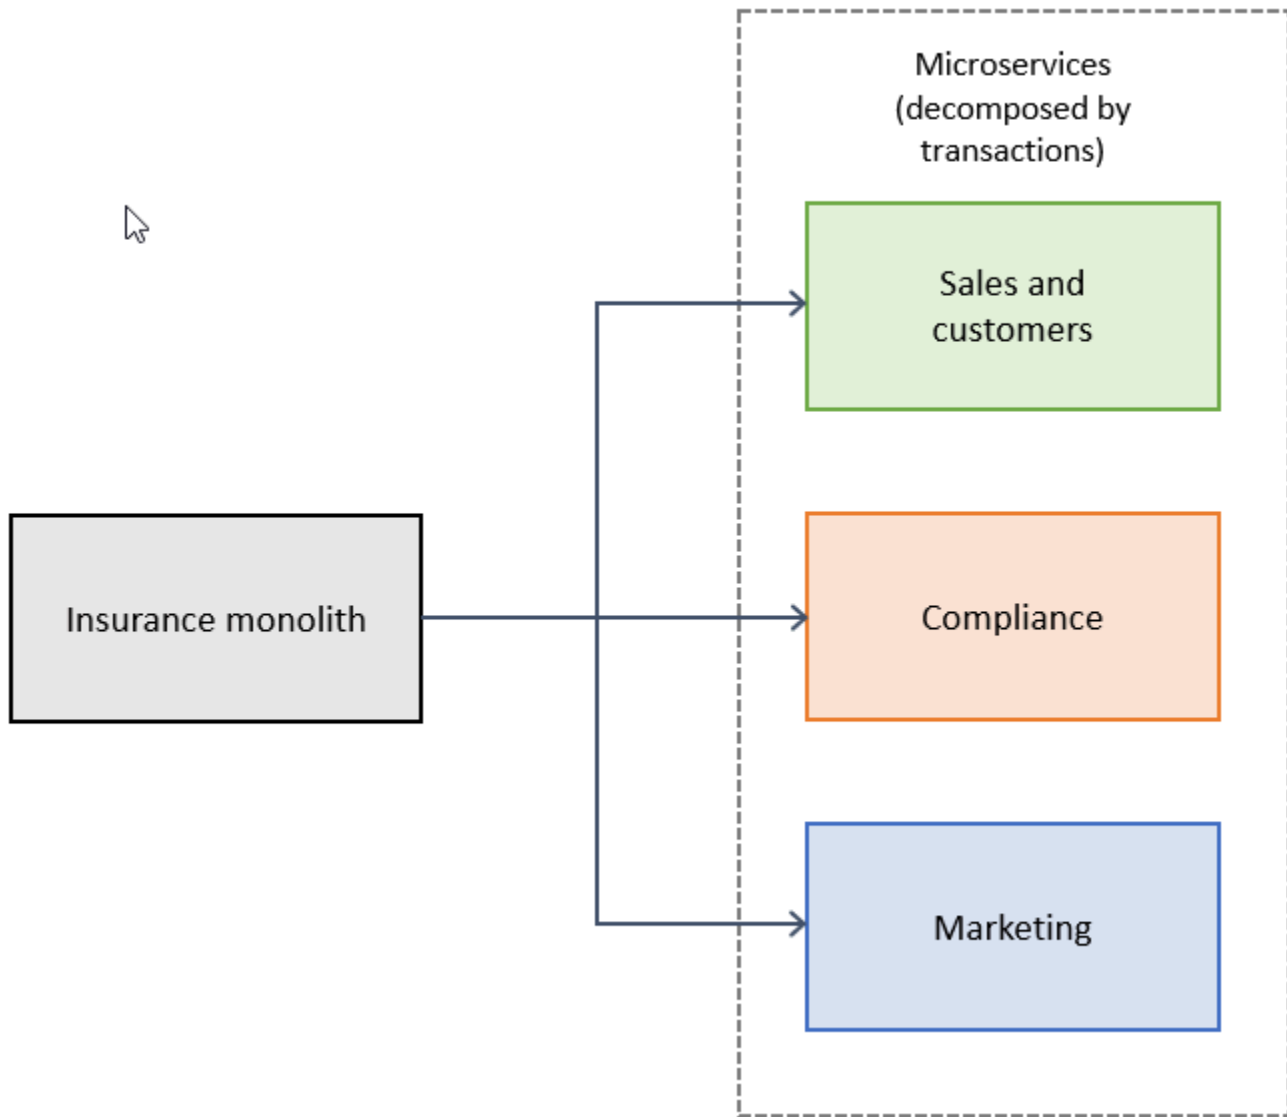 Microservices
(decomposed by
transactions)
Sales and
customers
Insurance monolith
Compliance
Marketing